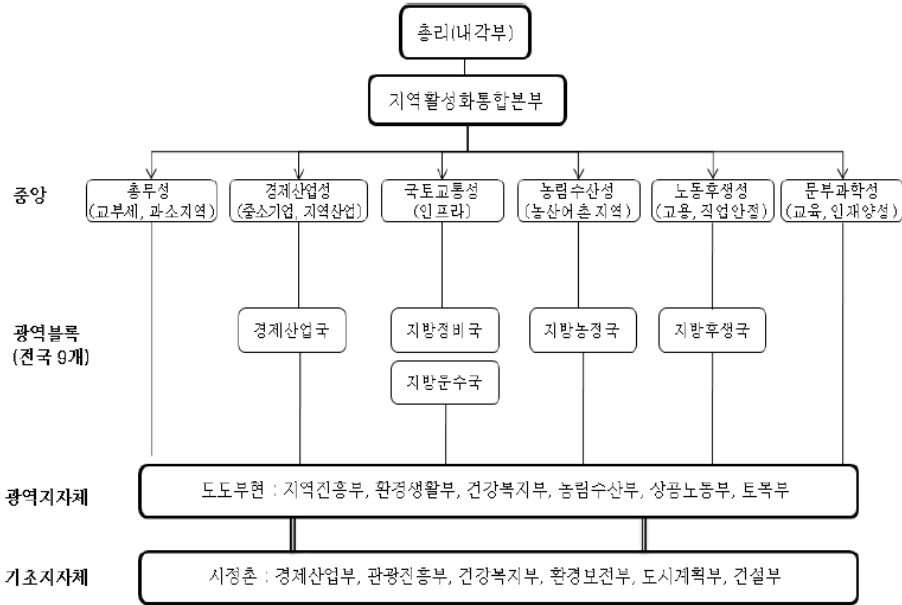 총리(내각부)
지역활성화통합본부
중앙
총무성
(교부세, 과소지역)
경제산업성
(중소기업, 지역산업)
국토교통성
(인프라)
농림수산성
(농산어촌 지역)
노동후생성
(고용, 직업안정)
문부과학성
(교육, 인재양성)
광역블록
(전국 9개)
경제산업국
지방정비국
지방농정국
지방후생국
지방운수국
광역지자체
도도부현 : 지역진흥부, 환경생활부, 건강복지부, 농림수산부, 상공노동부, 토목부
기초지자체
시정촌 : 경제산업부, 관광진흥부, 건강복지부, 환경보전부, 도시계획부, 건설부